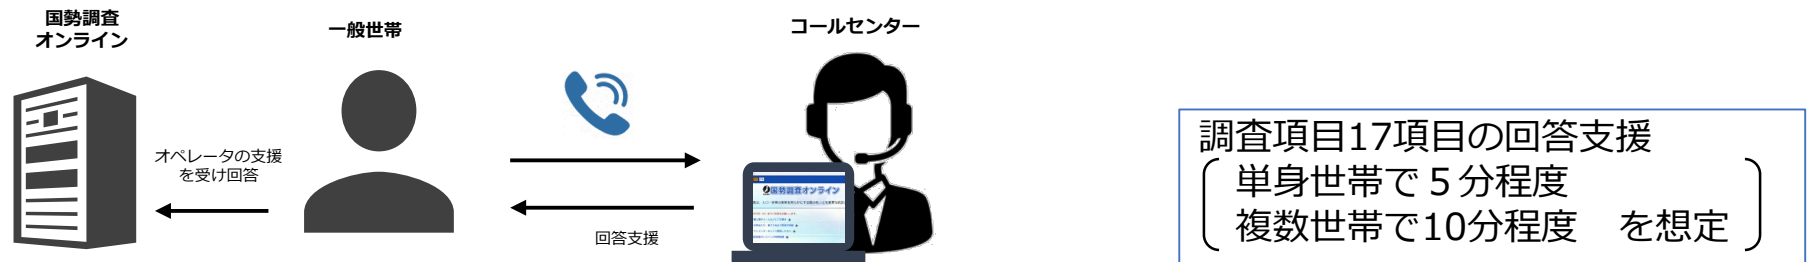 国勢調査
オンライン
一般世帯
コールセンター
オペレータの支援
を受け回答
回答支援
国勢調査オンライン
調査項目17項目の回答支援
単身世帯で５分程度
複数世帯で10分程度　を想定